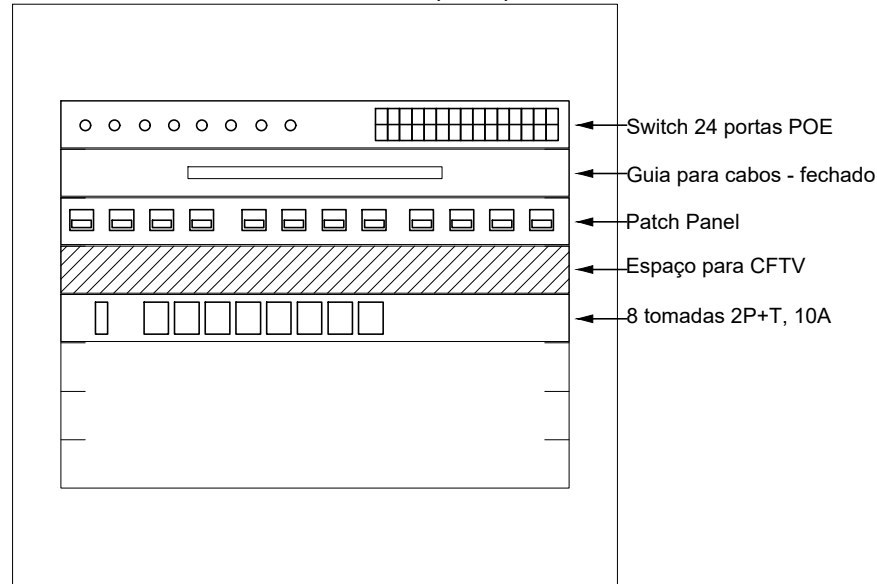 Switch 24 portas POE
Guia para cabos - fechado
Patch Panel
Espaço para CFTV
8 tomadas 2P+T, 10A